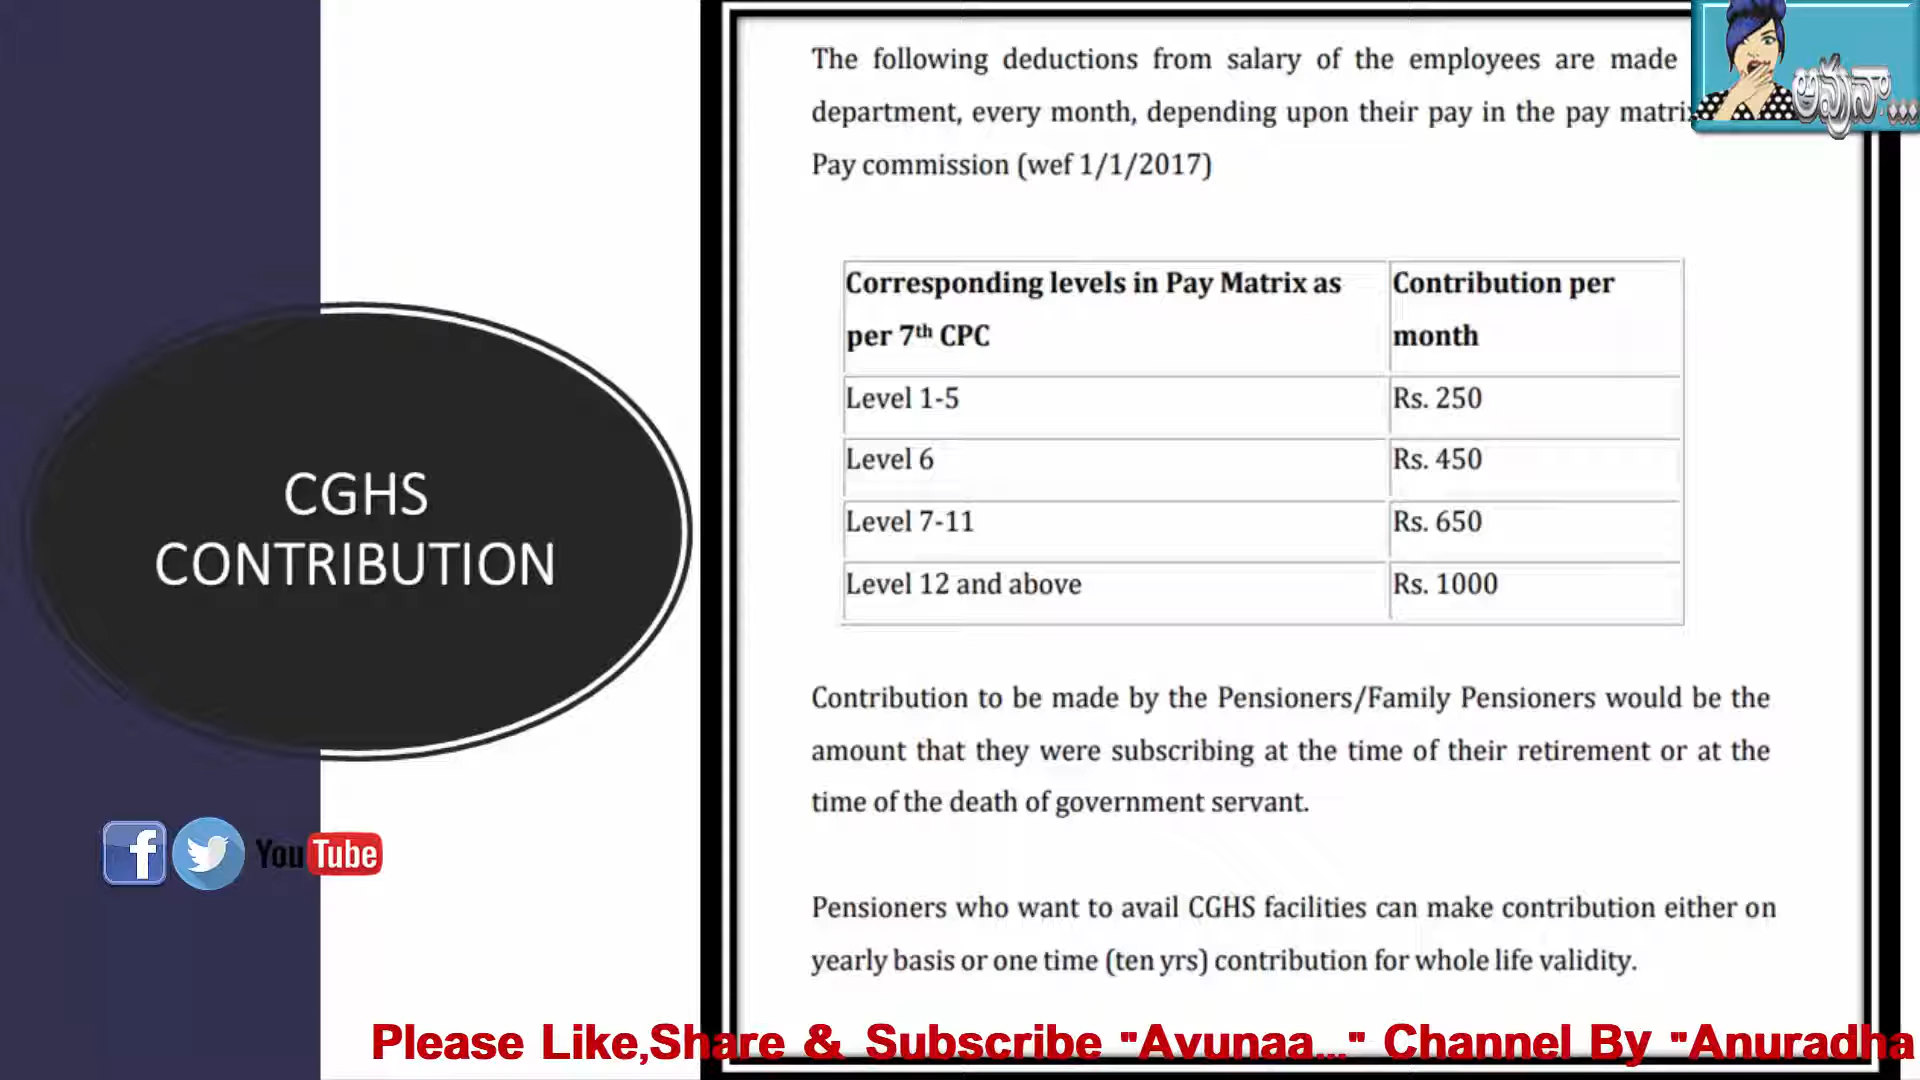 The following deductions from salary of the employees are made
department, every month, depending upon their pay in the pay matrix
Pay commission (wef 1/1/2017)
అవునా...
Corresponding levels in Pay Matrix as per 7th CPC
Contribution per month
Level 1-5 Rs. 250
Level 6 Rs. 450
Level 7-11 Rs. 650
Level 12 and above Rs. 1000
CGHS
CONTRIBUTION
Contribution to be made by the Pensioners/Family Pensioners would be the
amount that they were subscribing at the time of their retirement or at the
time of the death of government servant.
Pensioners who want to avail CGHS facilities can make contribution either on
yearly basis or one time (ten yrs) contribution for whole life validity.
f
YouTube
Please Like,Share & Subscribe "Avunaa..." Channel By "Anuradha